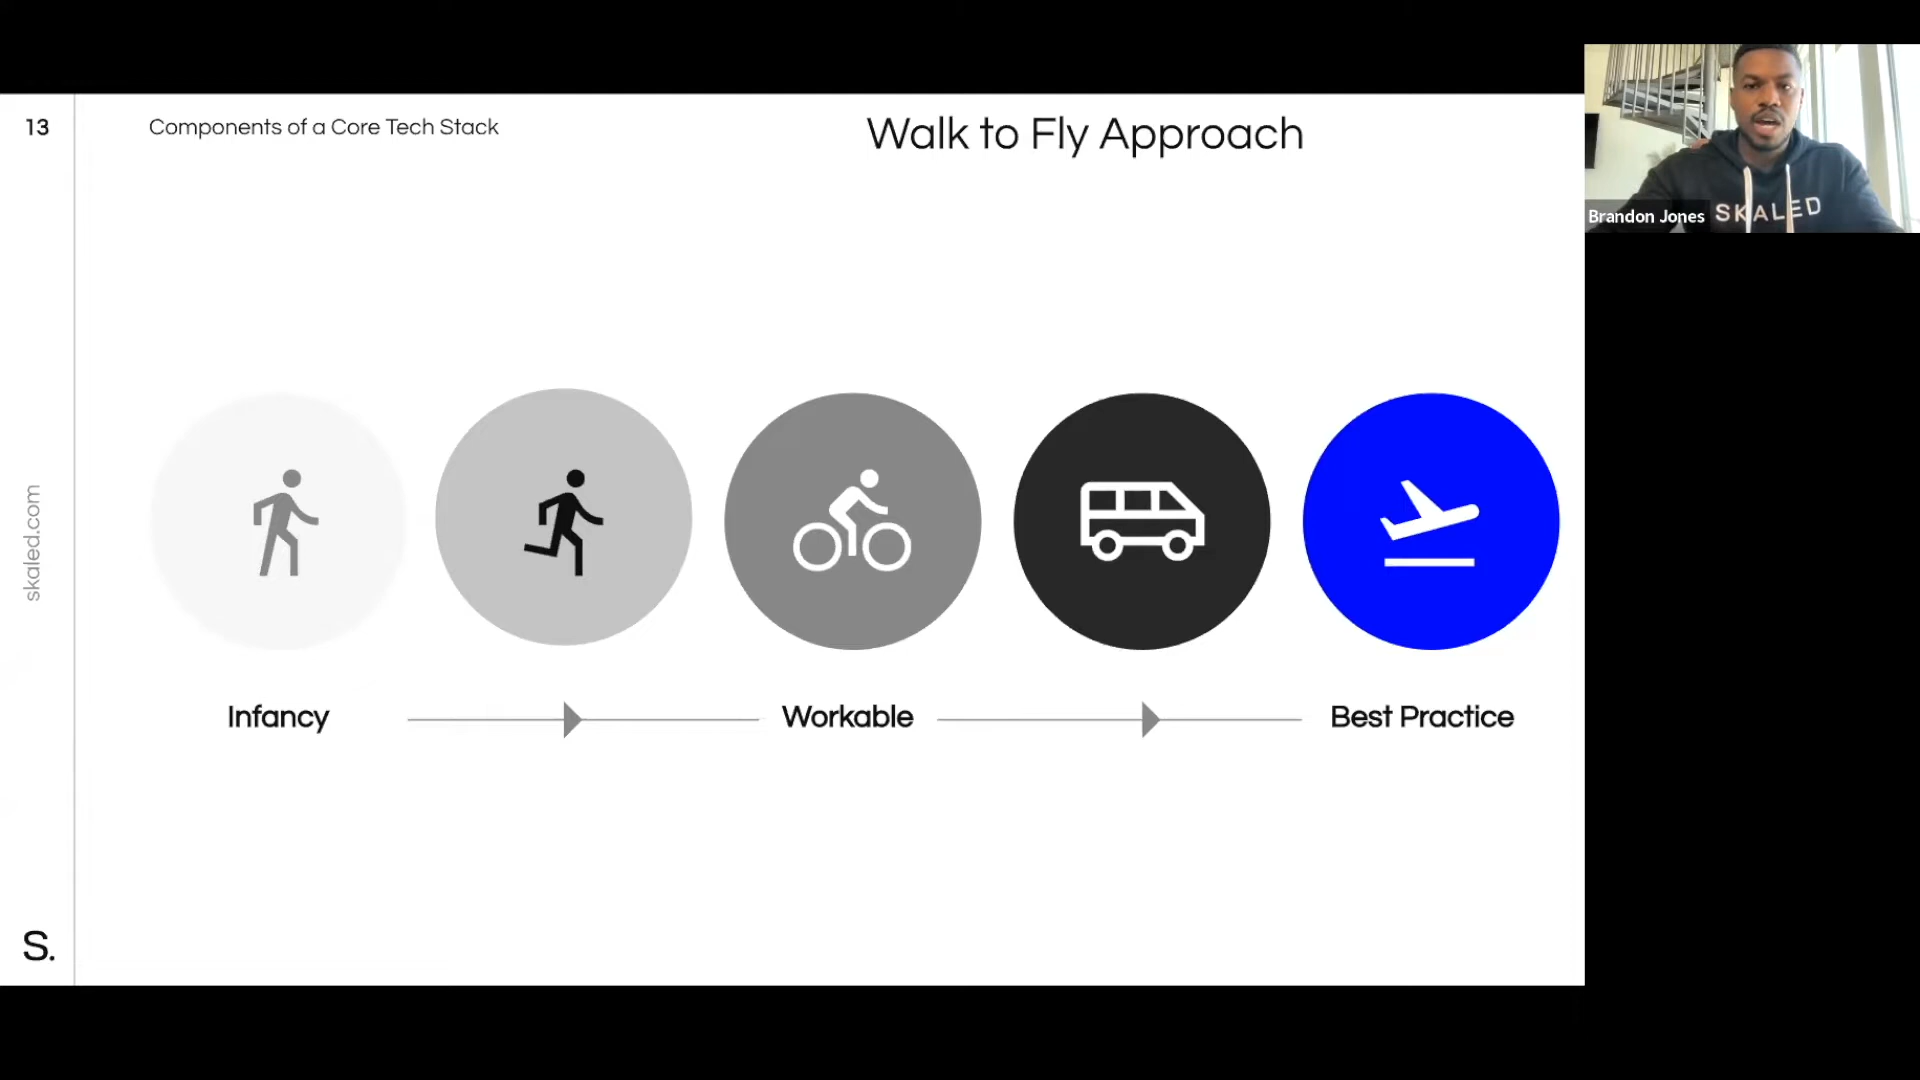 13
Components of a Core Tech Stack
Walk to Fly Approach
Brandon Jones
SKALED
skaled.com
Infancy
Workable
Best Practice
S.